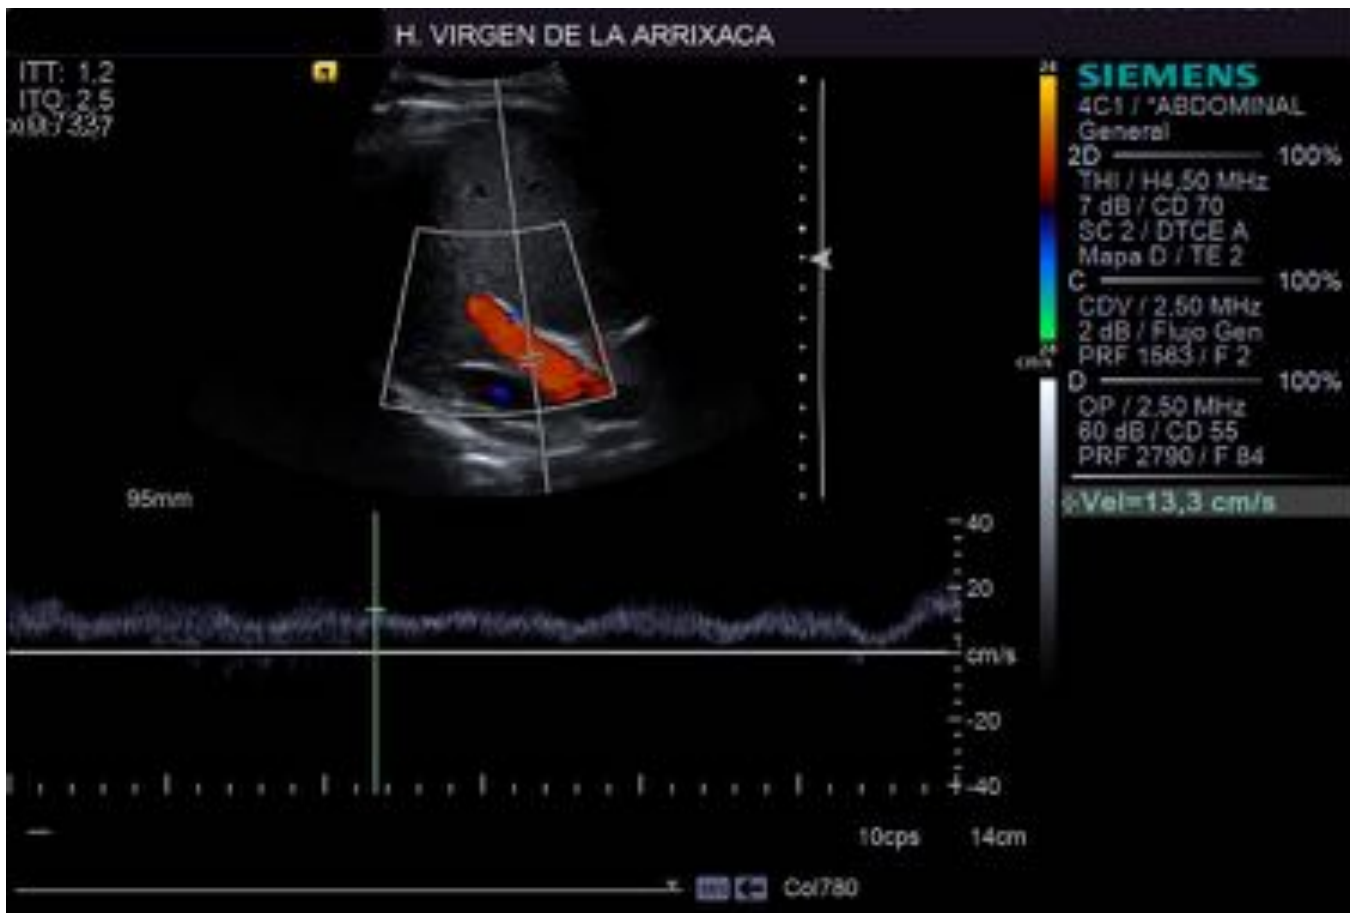 H. VIRGEN DE LA ARRIXACA
ITT: 1,2
ITO: 2,5
SIEMENS
4C1 / *ABDOMINAL
General
2D 100%
THI / H4,50 MHz
7 dB / CD 70
SC 2 / DTCE A
Mapa D / TE 2
C 100%
CDV / 2,50 MHz
2 dB / Flujo Gen
PRF 1563 / F 2
D 100%
OP / 2,50 MHz
60 dB / CD 55
PRF 2790 / F 84
Vel=13,3 cm/s
24
24
cm/s
95mm
40
20
cm/s
-20
-40
10cps 14cm
Col780